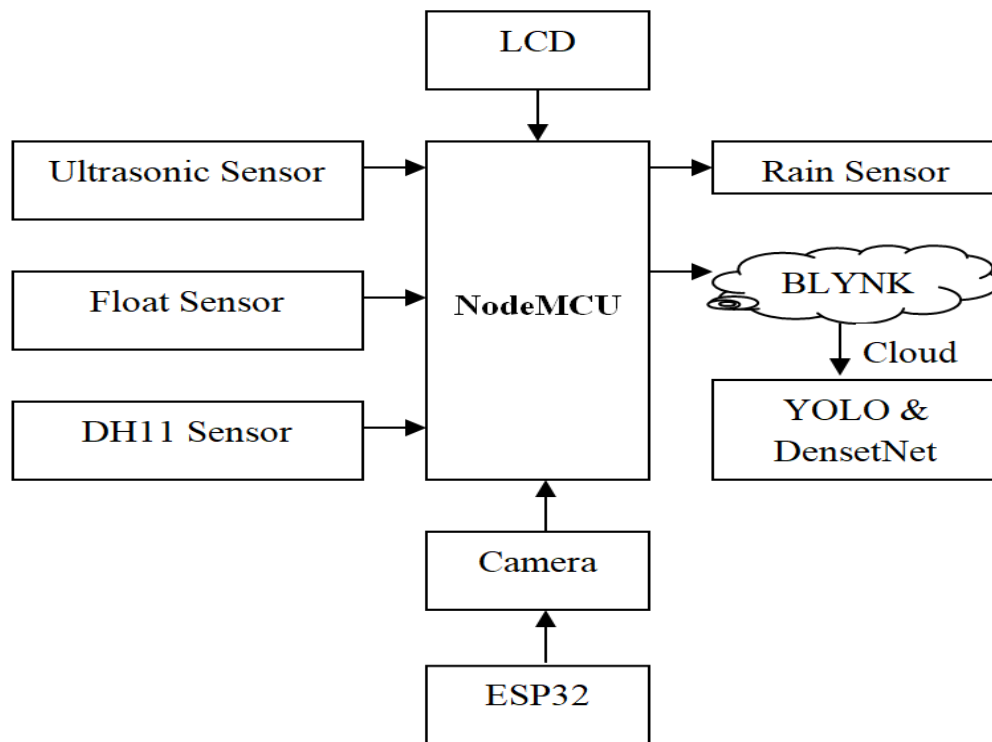 LCD
Ultrasonic Sensor
Rain Sensor
Float Sensor
NodeMCU
BLYNK
Cloud
DH11 Sensor
YOLO &
DensetNet
Camera
ESP32